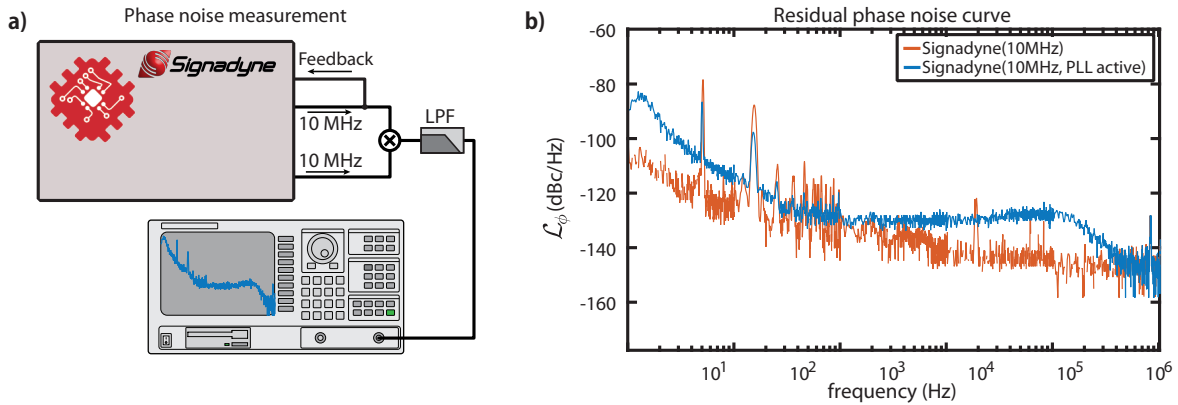 Phase noise measurement
a)
Signadyne
Feedback
10 MHz
10 MHz
LPF
b)
Residual phase noise curve
Signadyne(10MHz)
Signadyne(10MHz, PLL active)
-60
-80
-100
-120
-140
-160
ℒϕ (dBc/Hz)
10¹ 10² 10³ 10⁴ 10⁵ 10⁶
frequency (Hz)